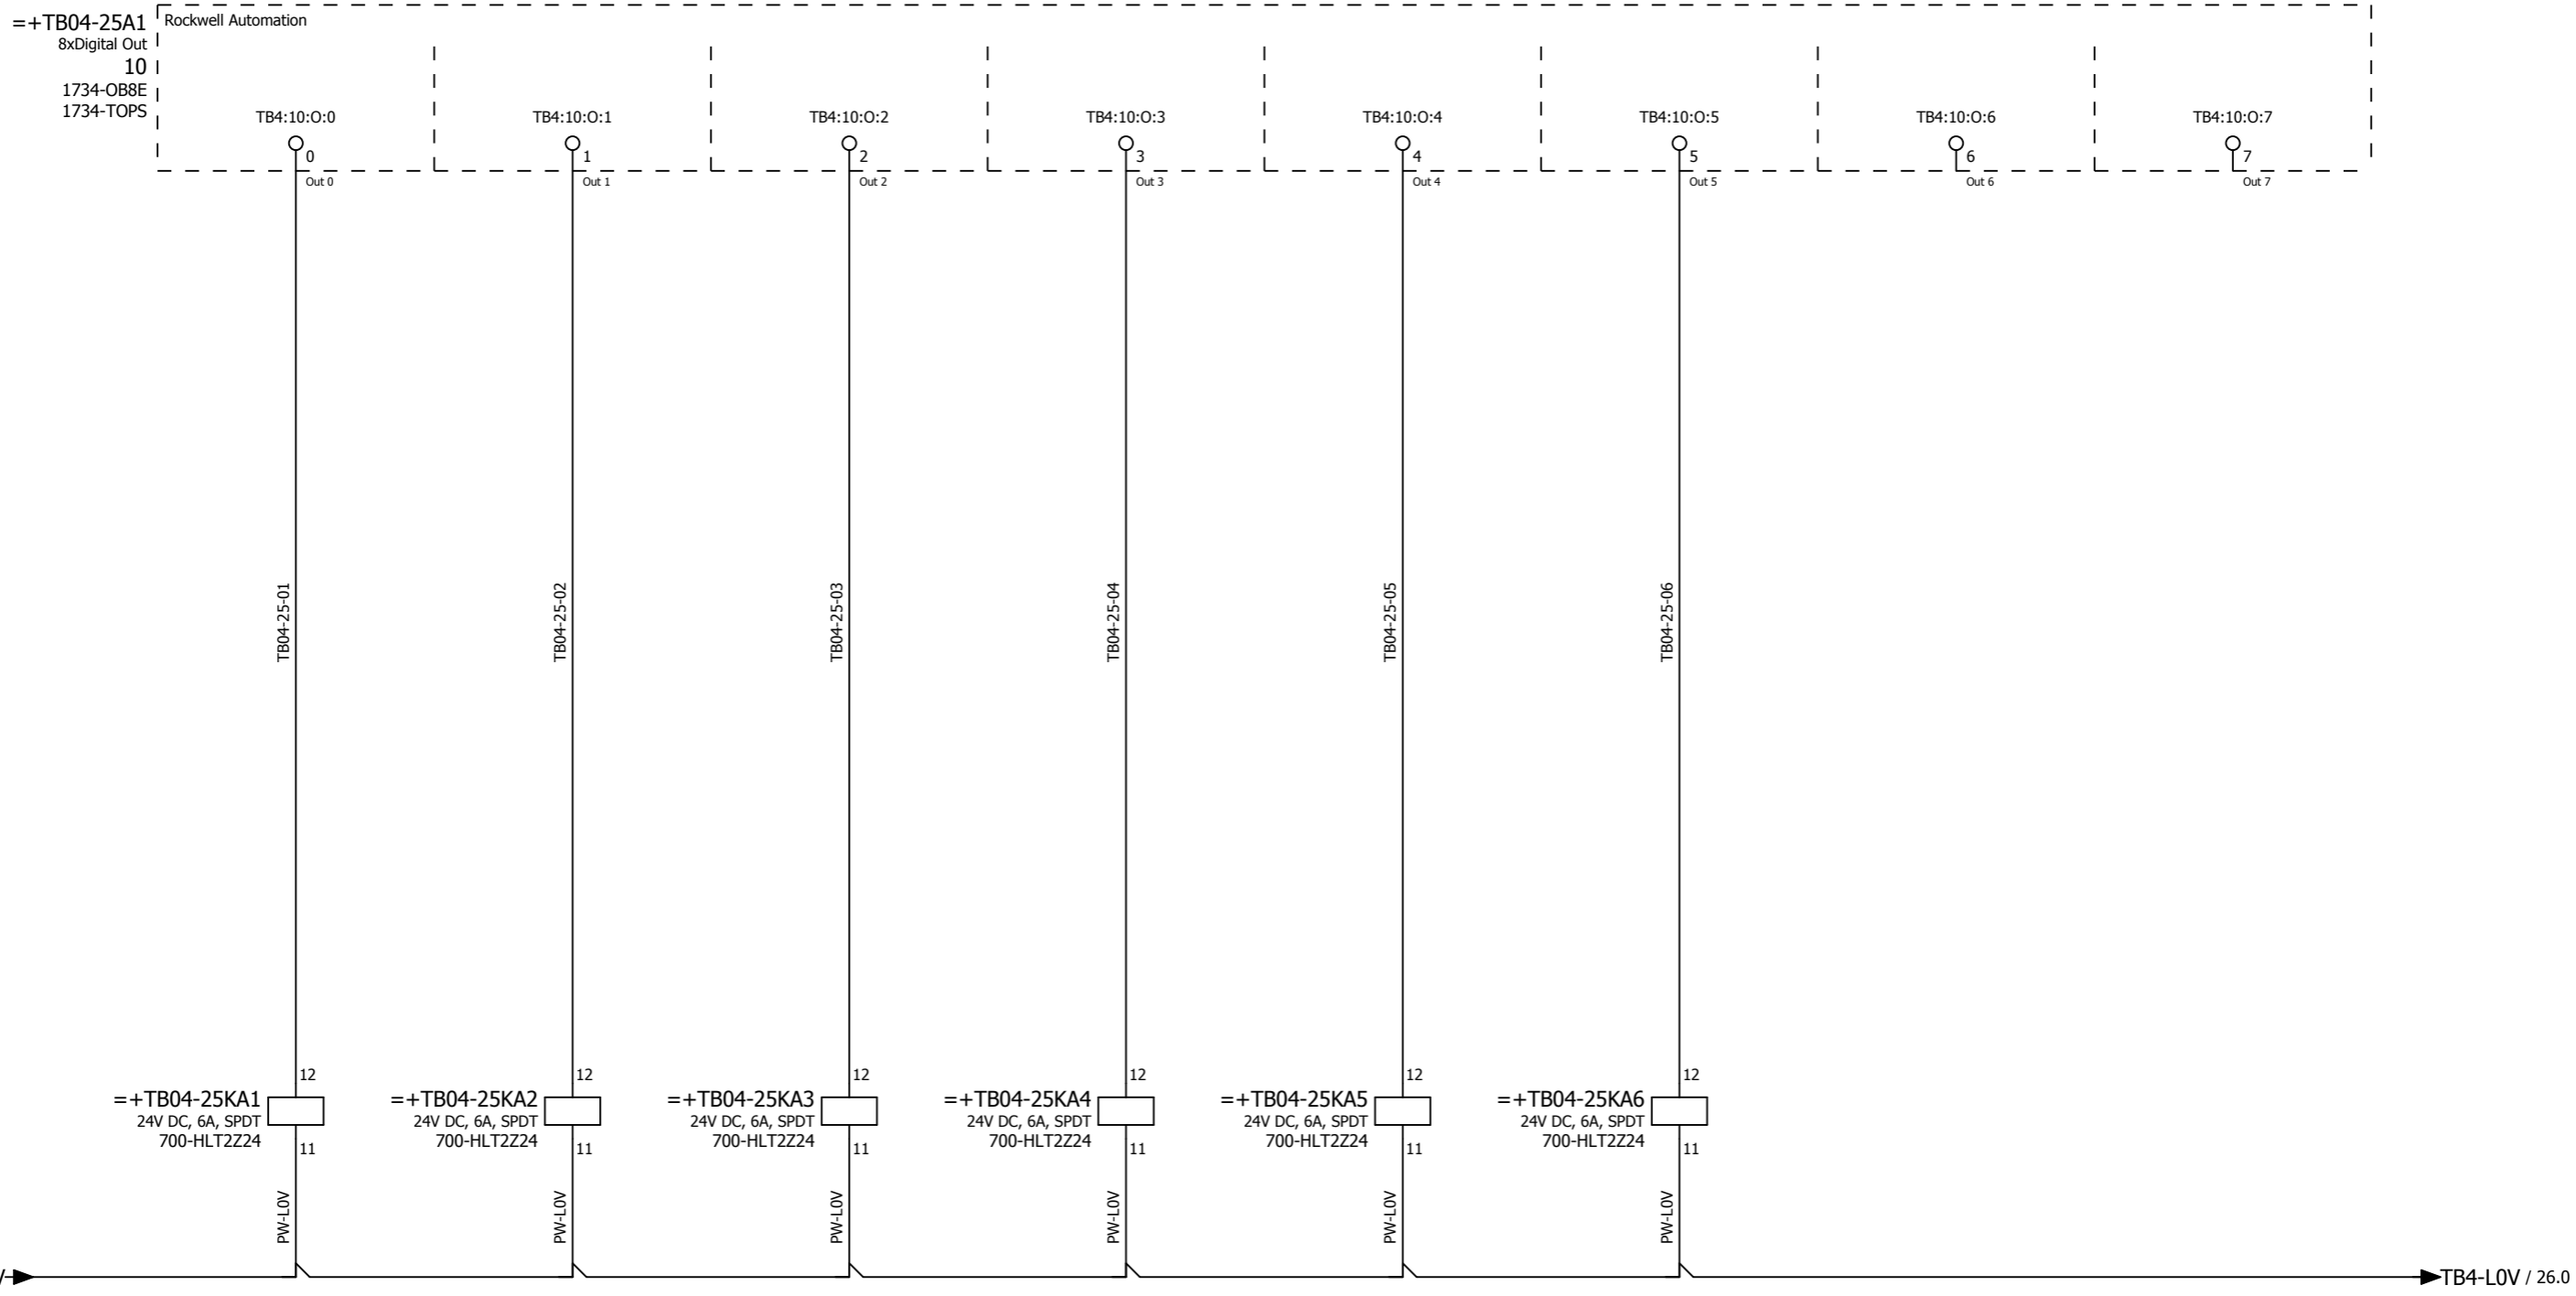 =+TB04-25A1
8xDigital Out
10
1734-OB8E
1734-TOPS
Rockwell Automation
TB4:10:O:0
TB4:10:O:1
TB4:10:O:2
TB4:10:O:3
TB4:10:O:4
TB4:10:O:5
TB4:10:O:6
TB4:10:O:7
0
1
2
3
4
5
6
7
Out 0
Out 1
Out 2
Out 3
Out 4
Out 5
Out 6
Out 7
TB04-25-01
TB04-25-02
TB04-25-03
TB04-25-04
TB04-25-05
TB04-25-06
12
=+TB04-25KA1
24V DC, 6A, SPDT
700-HLT2Z24
11
12
=+TB04-25KA2
24V DC, 6A, SPDT
700-HLT2Z24
11
12
=+TB04-25KA3
24V DC, 6A, SPDT
700-HLT2Z24
11
12
=+TB04-25KA4
24V DC, 6A, SPDT
700-HLT2Z24
11
12
=+TB04-25KA5
24V DC, 6A, SPDT
700-HLT2Z24
11
12
=+TB04-25KA6
24V DC, 6A, SPDT
700-HLT2Z24
11
PW-L0V
PW-L0V
PW-L0V
PW-L0V
PW-L0V
PW-L0V
TB4-L0V / 26.0